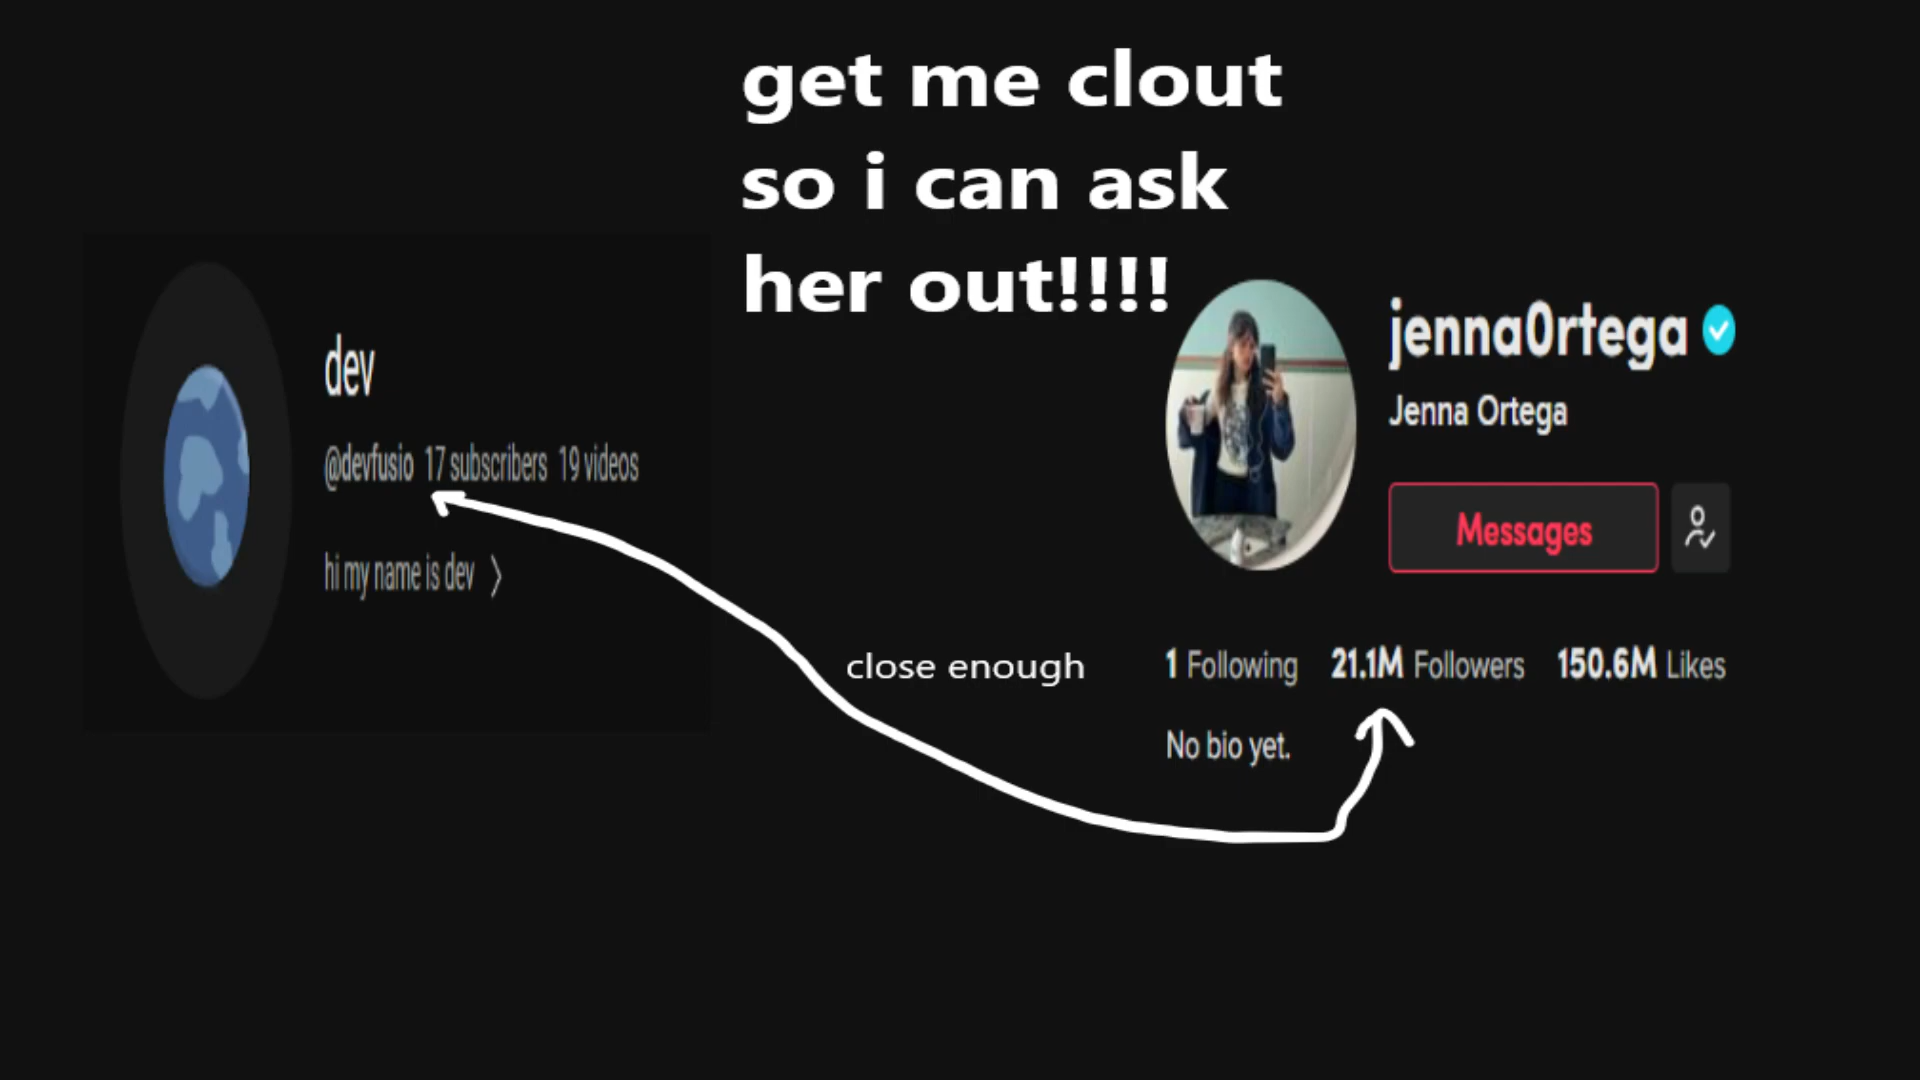 get me clout
so i can ask
her out!!!!
dev
@devfusio 17 subscribers 19 videos
hi my name is dev
close enough
jenna0rtega
Jenna Ortega
Messages
1 Following 21.1M Followers 150.6M Likes
No bio yet.